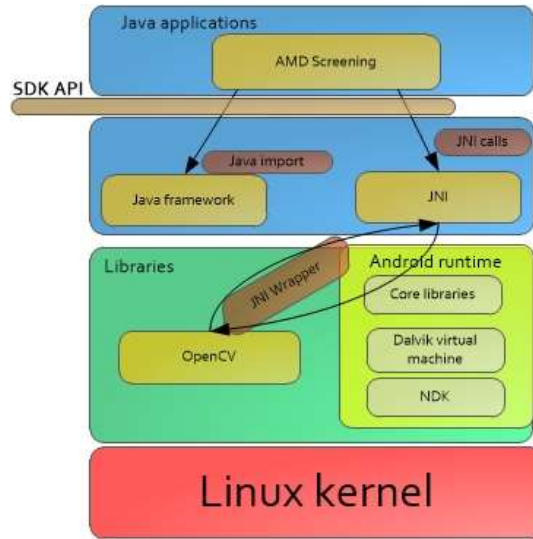 Java applications
AMD Screening
SDK API
JNI calls
Java import
Java framework
JNI
Libraries
JNI Wrapper
Android runtime
Core libraries
OpenCV
Dalvik virtual
machine
NDK
Linux kernel